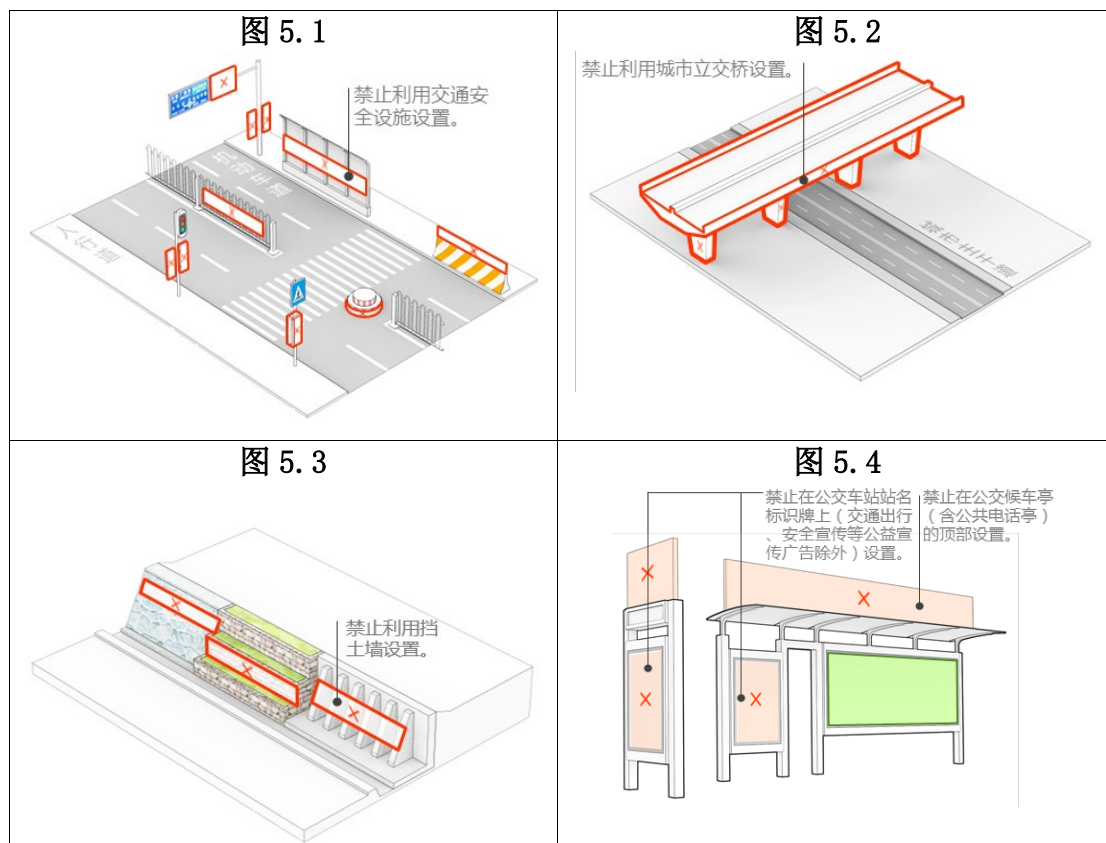 图 5.1
禁止利用交通安
全设施设置。
机动车道
人行道
图 5.2
禁止利用城市立交桥设置。
城市主干道
图 5.3
禁止利用挡
土墙设置。
图 5.4
禁止在公交车站站名
标识牌上（交通出行
、安全宣传等公益宣
传广告除外）设置。
禁止在公交候车亭
（含公共电话亭）
的顶部设置。